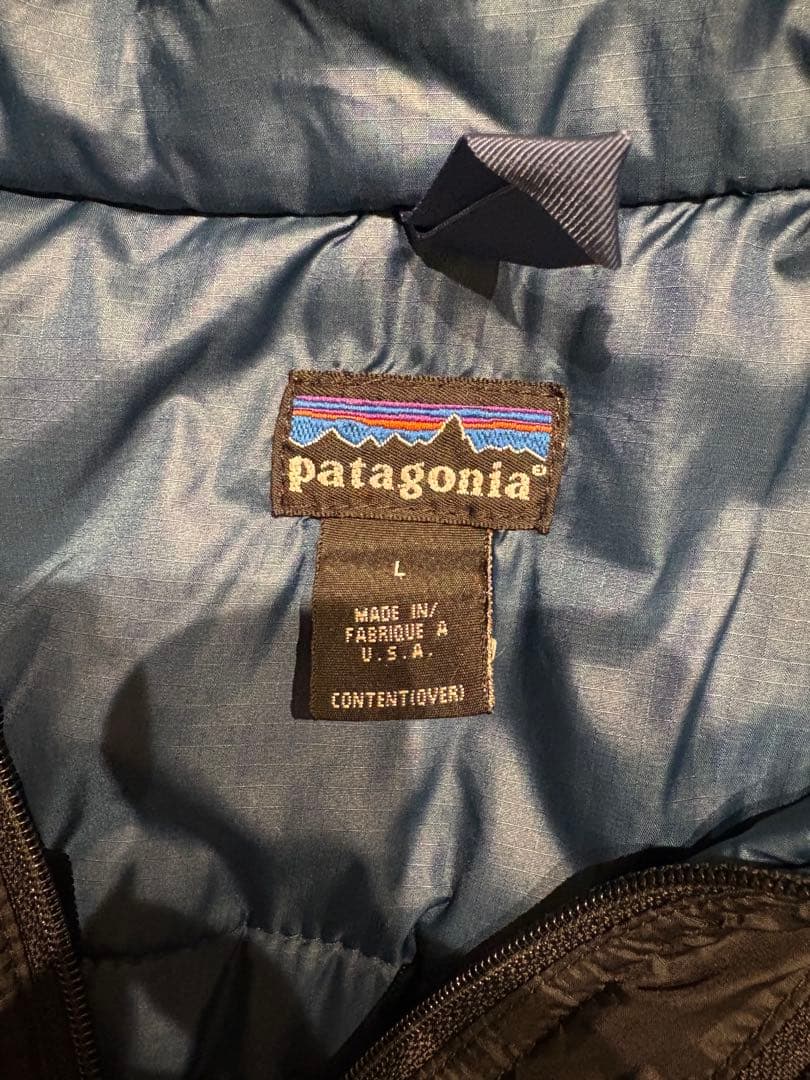 patagonia®
L
MADE IN/
FABRIQUE A
U.S.A.
CONTENT(OVER)